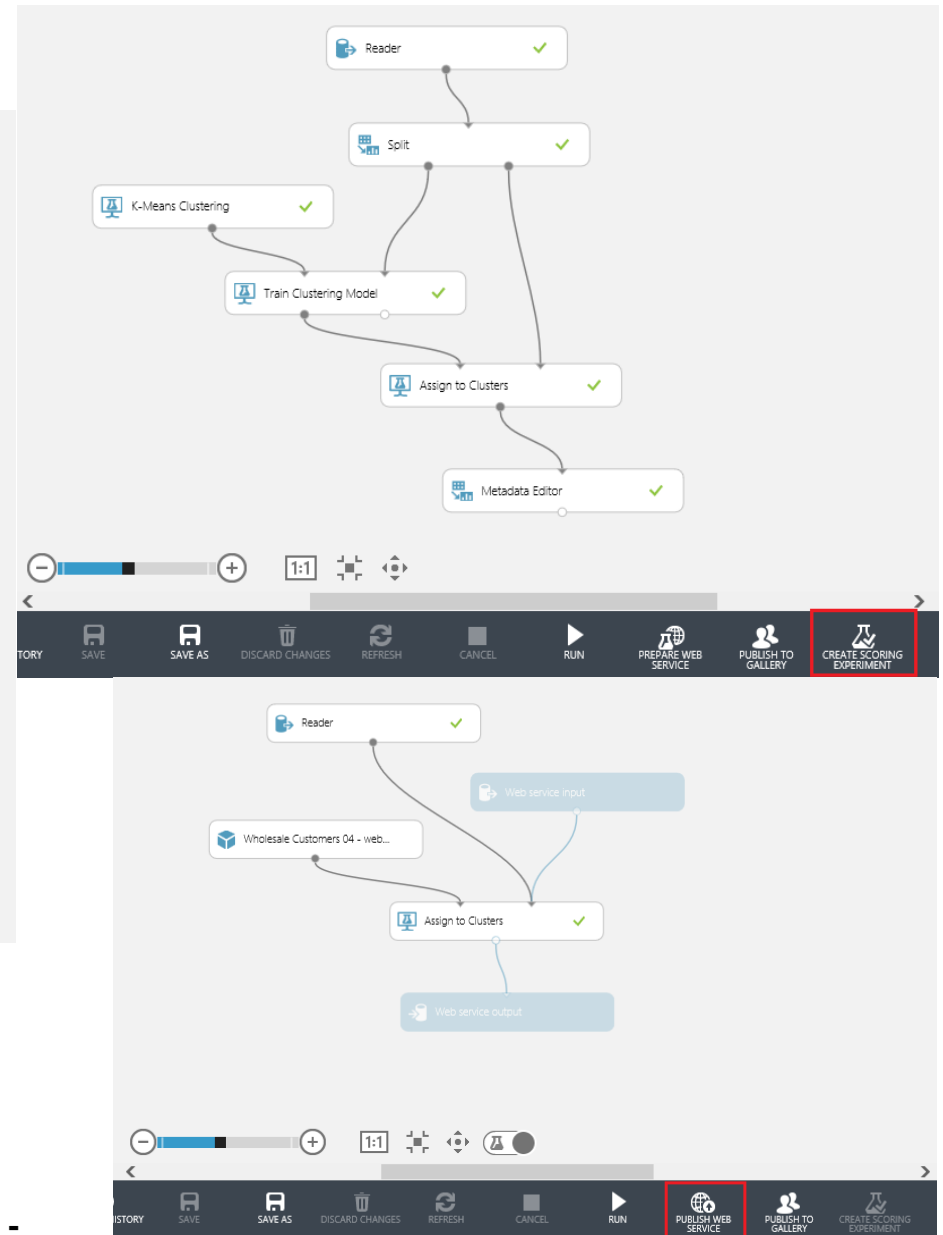 Reader
Split
K-Means Clustering
Train Clustering Model
Assign to Clusters
Metadata Editor
1:1
TORY
SAVE
SAVE AS
DISCARD CHANGES
REFRESH
CANCEL
RUN
PREPARE WEB
SERVICE
PUBLISH TO
GALLERY
CREATE SCORING
EXPERIMENT
Reader
Web service input
Wholesale Customers 04 - web...
Assign to Clusters
Web service output
1:1
ISTORY
SAVE
SAVE AS
DISCARD CHANGES
REFRESH
CANCEL
RUN
PUBLISH WEB
SERVICE
PUBLISH TO
GALLERY
CREATE SCORING
EXPERIMENT
-